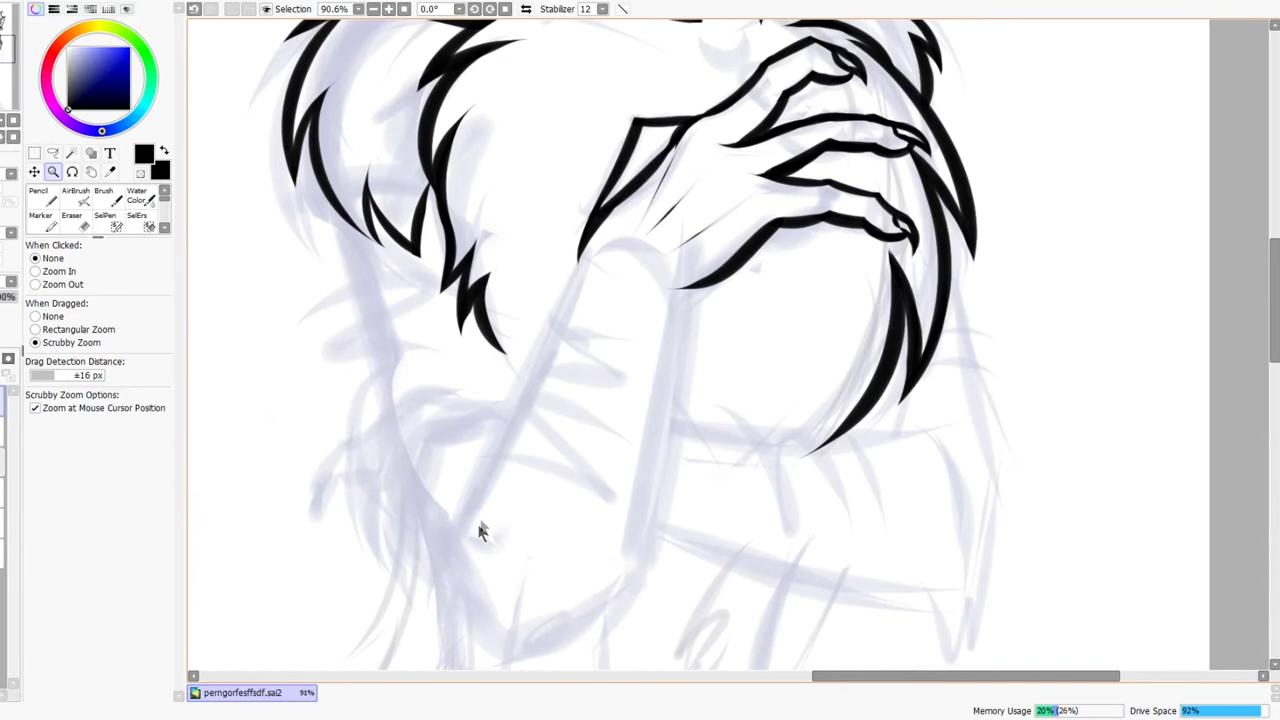 Selection 90.6% 0.0° Stabilizer 12
T
Pencil AirBrush Brush Water Color
Marker Eraser SelPen SelErs
When Clicked:
None
Zoom In
Zoom Out
When Dragged:
None
Rectangular Zoom
Scrubby Zoom
Drag Detection Distance:
±16 px
Scrubby Zoom Options:
Zoom at Mouse Cursor Position
perngorfesffsdf.sai2 91%
Memory Usage 20% (26%) Drive Space 92%